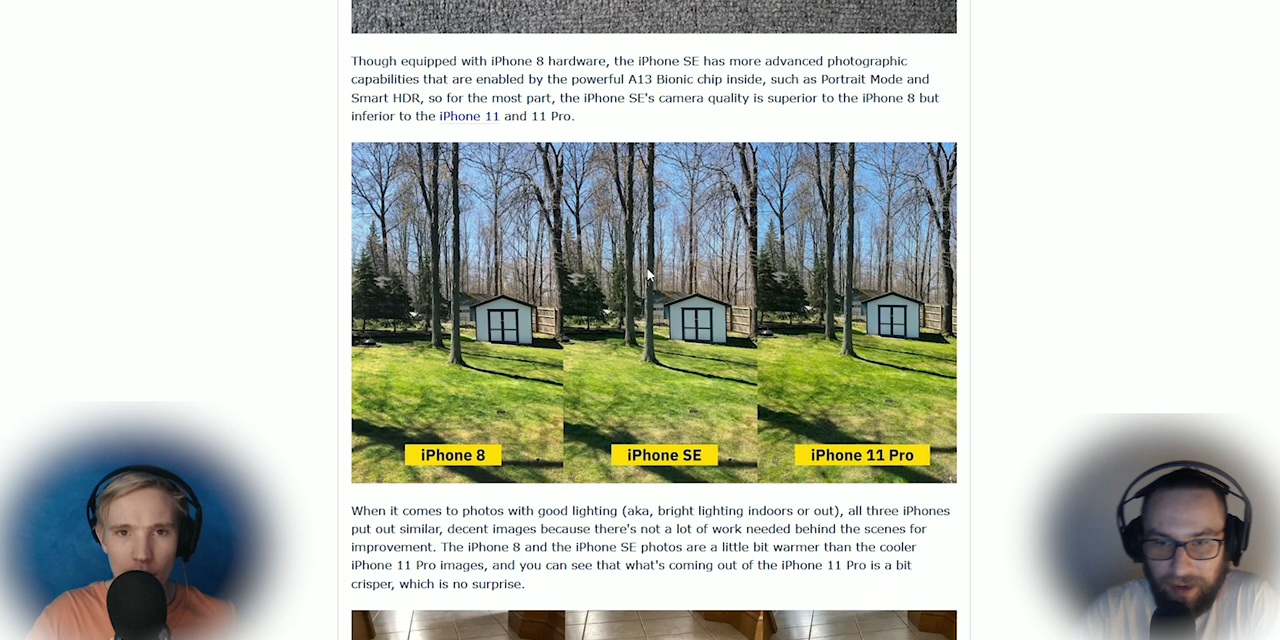 Though equipped with iPhone 8 hardware, the iPhone SE has more advanced photographic
capabilities that are enabled by the powerful A13 Bionic chip inside, such as Portrait Mode and
Smart HDR, so for the most part, the iPhone SE's camera quality is superior to the iPhone 8 but
inferior to the iPhone 11 and 11 Pro.
iPhone 8
iPhone SE
iPhone 11 Pro
When it comes to photos with good lighting (aka, bright lighting indoors or out), all three iPhones
put out similar, decent images because there's not a lot of work needed behind the scenes for
improvement. The iPhone 8 and the iPhone SE photos are a little bit warmer than the cooler
iPhone 11 Pro images, and you can see that what's coming out of the iPhone 11 Pro is a bit
crisper, which is no surprise.